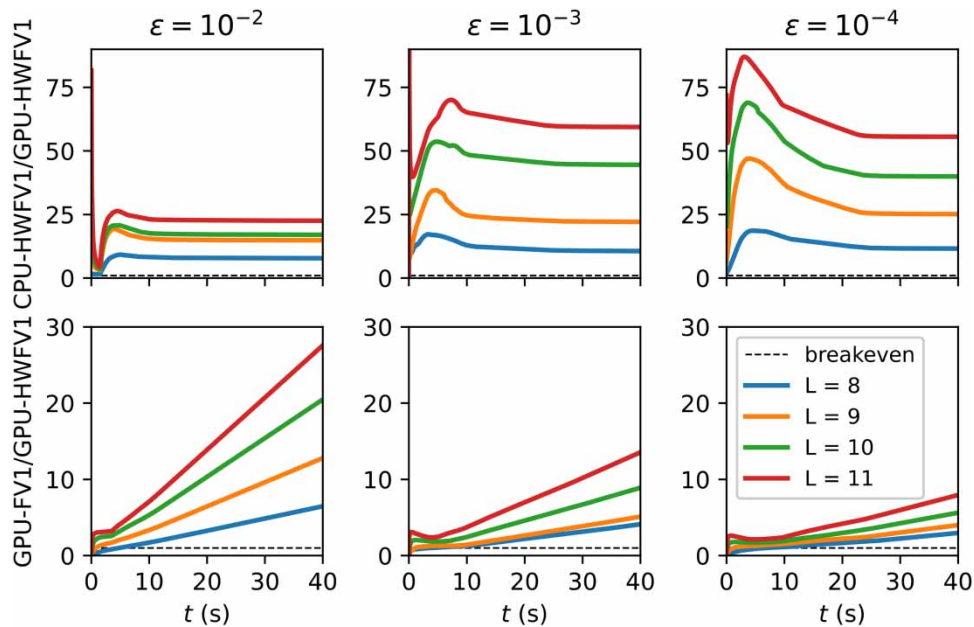 ε = 10⁻² ε = 10⁻³ ε = 10⁻⁴
CPU-HWFV1/GPU-HWFV1
75 75 75
50 50 50
25 25 25
0 0 0
GPU-FV1/GPU-HWFV1
30 30 30
20 20 20
10 10 10
0 0 0
breakeven
L = 8
L = 9
L = 10
L = 11
0 10 20 30 40 0 10 20 30 40 0 10 20 30 40
t (s) t (s) t (s)